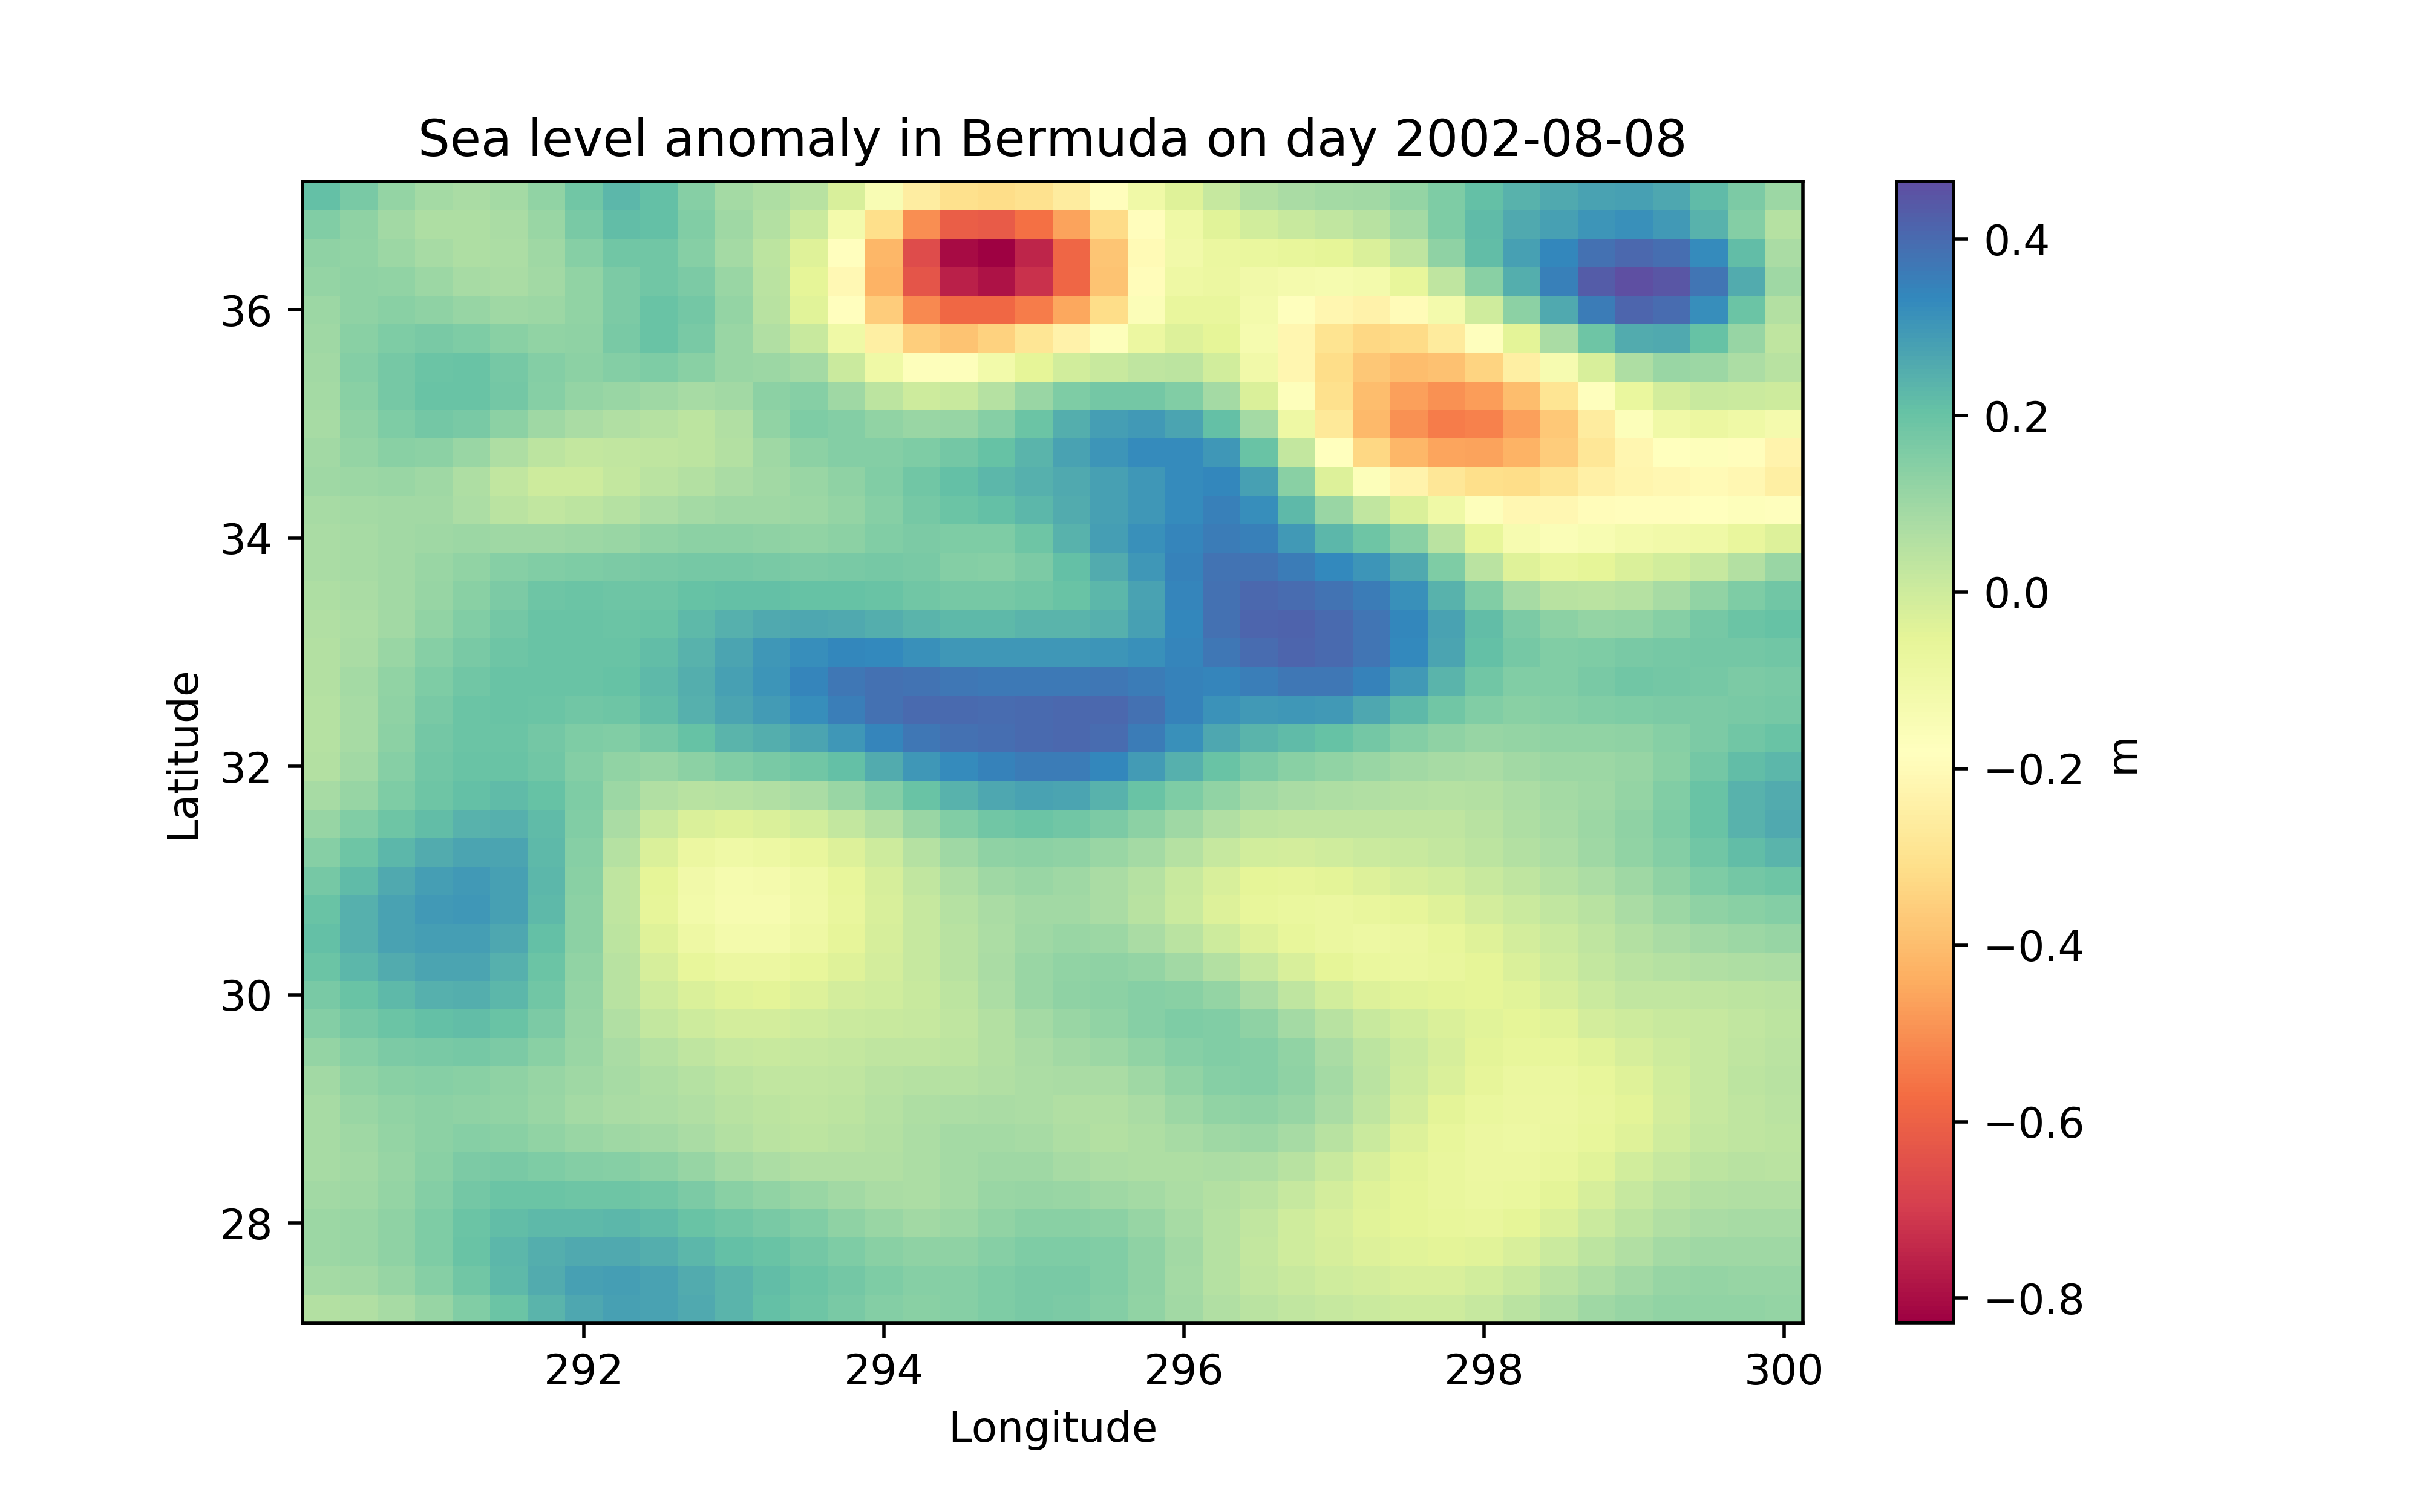 Sea level anomaly in Bermuda on day 2002-08-08
Latitude
36
34
32
30
28
292 294 296 298 300
Longitude
0.4
0.2
0.0
−0.2
−0.4
−0.6
−0.8
m